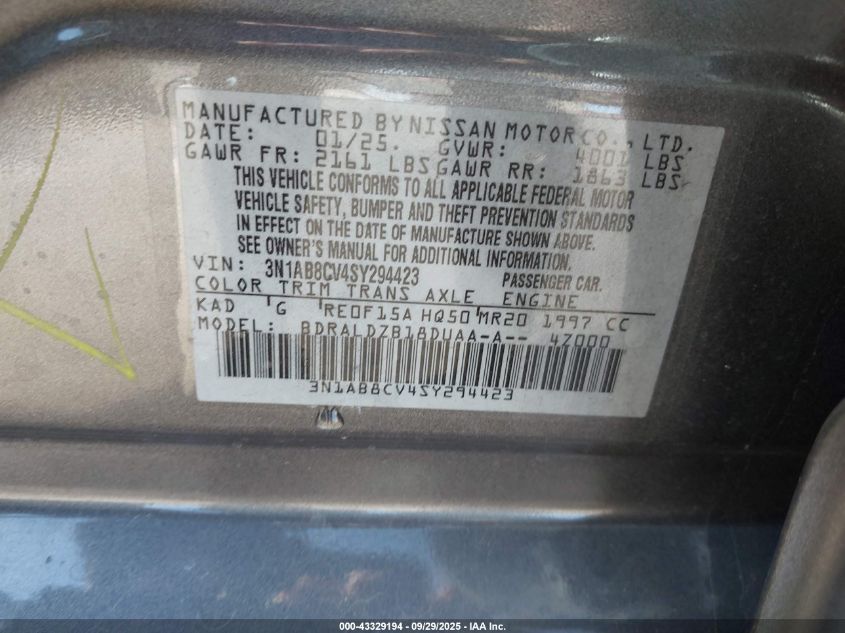 MANUFACTURED BY NISSAN MOTOR CO., LTD.
DATE: 01/25. GVWR: 4001 LBS
GAWR FR: 2161 LBS GAWR RR: 1863 LBS
THIS VEHICLE CONFORMS TO ALL APPLICABLE FEDERAL MOTOR
VEHICLE SAFETY, BUMPER AND THEFT PREVENTION STANDARDS
IN EFFECT ON THE DATE OF MANUFACTURE SHOWN ABOVE.
SEE OWNER'S MANUAL FOR ADDITIONAL INFORMATION.
VIN: 3N1AB8CV4SY294423 PASSENGER CAR.
COLOR TRIM TRANS AXLE ENGINE
KAD G RE0F15A HQ50 MR20 1997 CC
MODEL: BDRALDZB18DUAA-A-- 4Z000
3N1AB8CV4SY294423
000-43329194 - 09/29/2025 - IAA Inc.